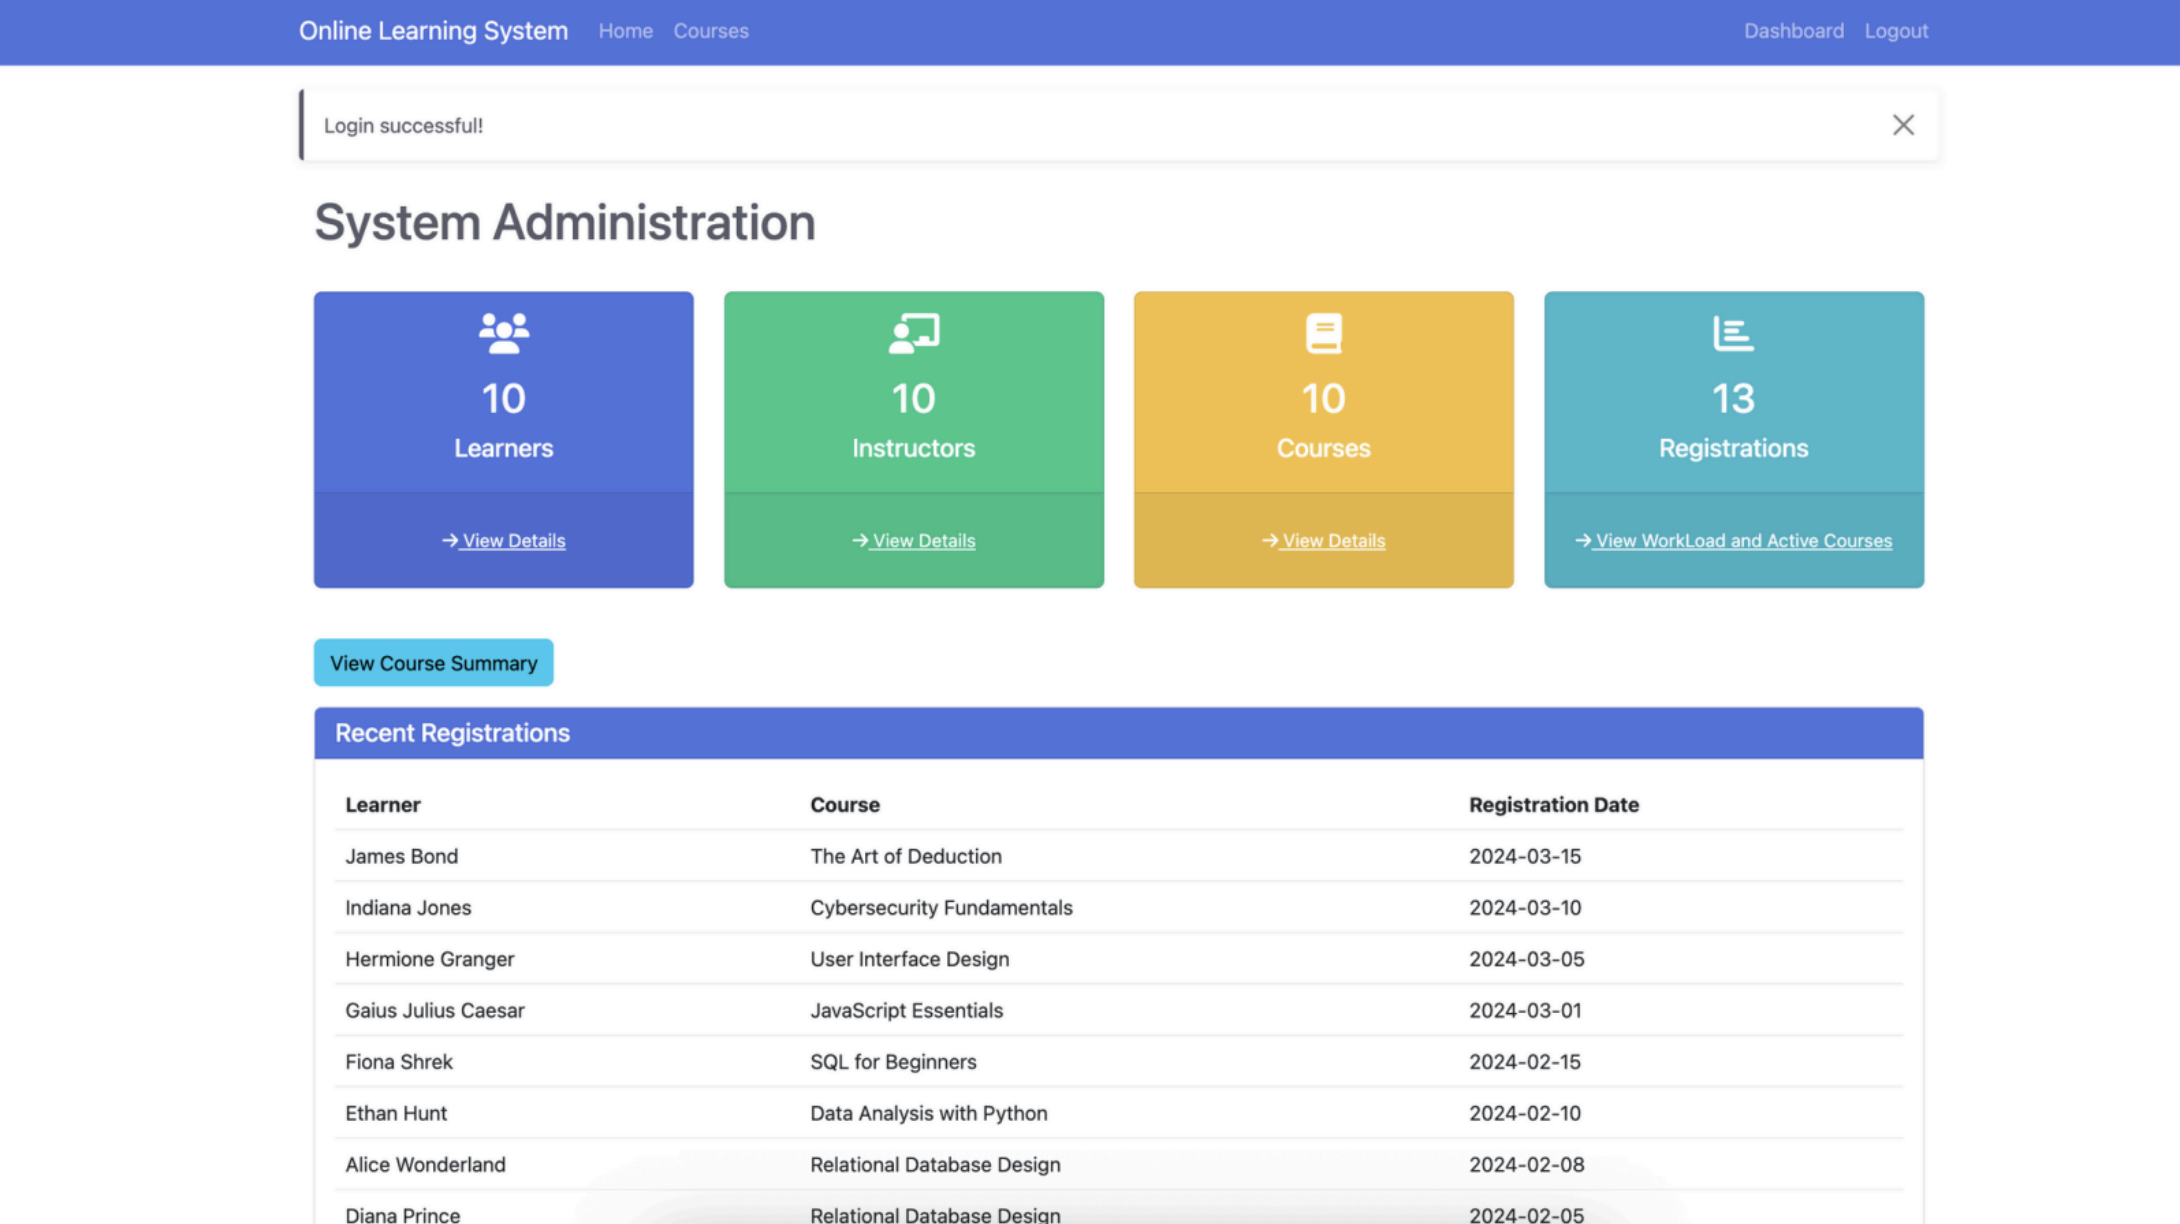 Online Learning System Home Courses Dashboard Logout
Login successful!
System Administration
10 10 10 13
Learners Instructors Courses Registrations
View Details View Details View Details View WorkLoad and Active Courses
View Course Summary
Recent Registrations
Learner Course Registration Date
James Bond The Art of Deduction 2024-03-15
Indiana Jones Cybersecurity Fundamentals 2024-03-10
Hermione Granger User Interface Design 2024-03-05
Gaius Julius Caesar JavaScript Essentials 2024-03-01
Fiona Shrek SQL for Beginners 2024-02-15
Ethan Hunt Data Analysis with Python 2024-02-10
Alice Wonderland Relational Database Design 2024-02-08
Diana Prince Relational Database Design 2024-02-05